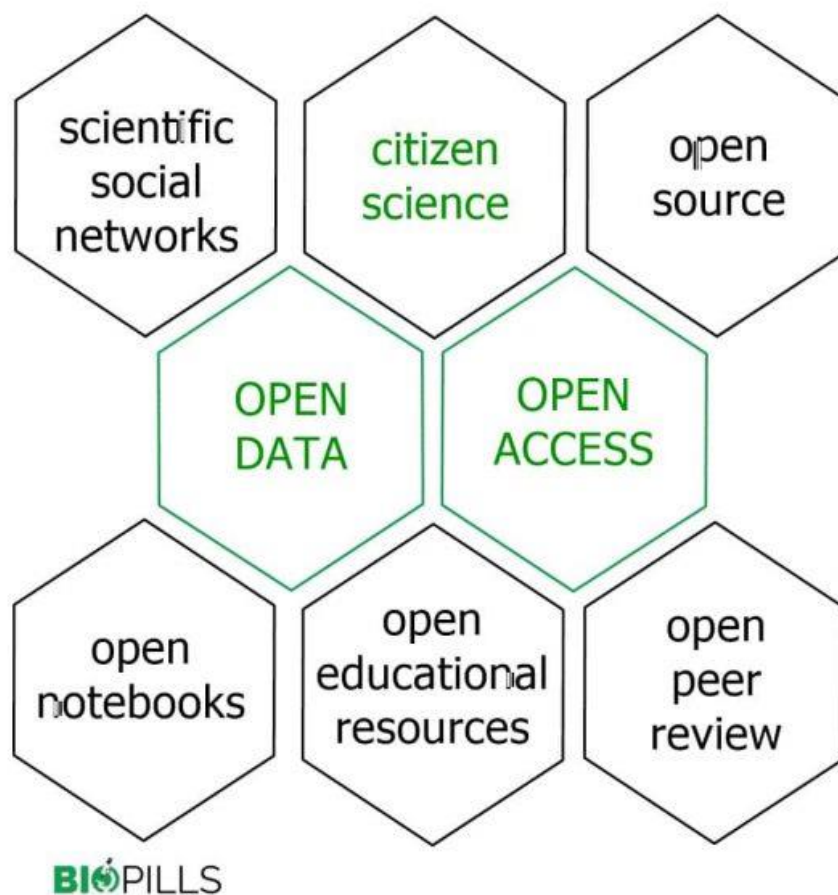 scientific
social
networks
citizen
science
open
source
OPEN
DATA
OPEN
ACCESS
open
notebooks
open
educational
resources
open
peer
review
BIOPILLS